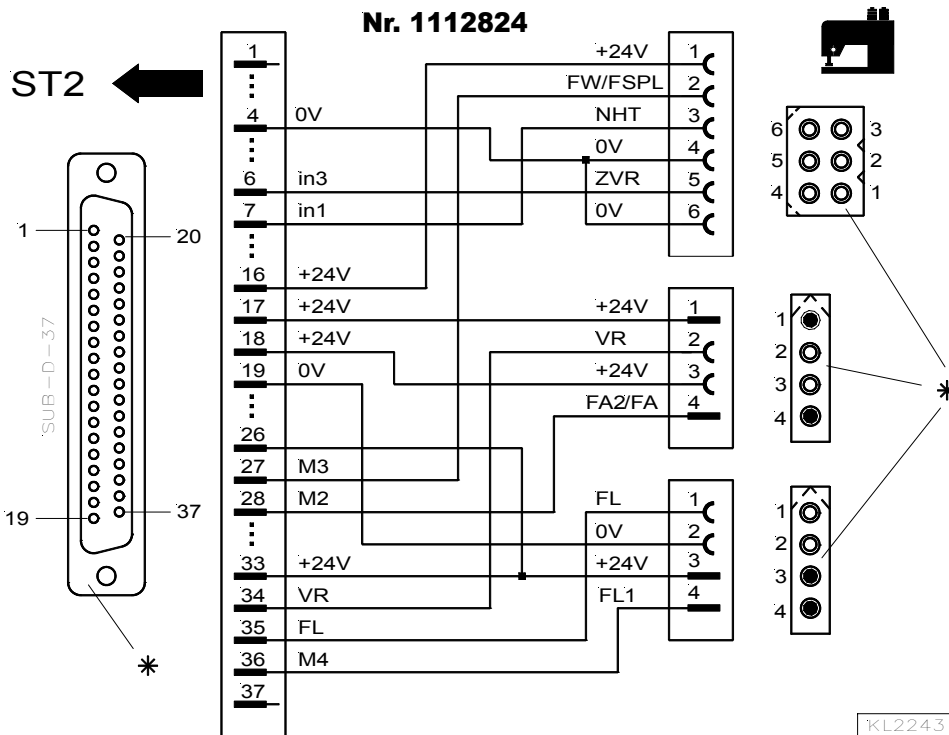 Nr. 1112824
ST2
1
4 0V
6 in3
7 in1
16 +24V
17 +24V
18 +24V
19 0V
26
27 M3
28 M2
33 +24V
34 VR
35 FL
36 M4
37
+24V 1
FW/FSPL 2
NHT 3
0V 4
ZVR 5
0V 6
+24V 1
VR 2
+24V 3
FA2/FA 4
FL 1
0V 2
+24V 3
FL1 4
1 20
SUB-D-37
19 37
*
6 3
5 2
4 1
1
2
3
4
*
1
2
3
4
KL2243